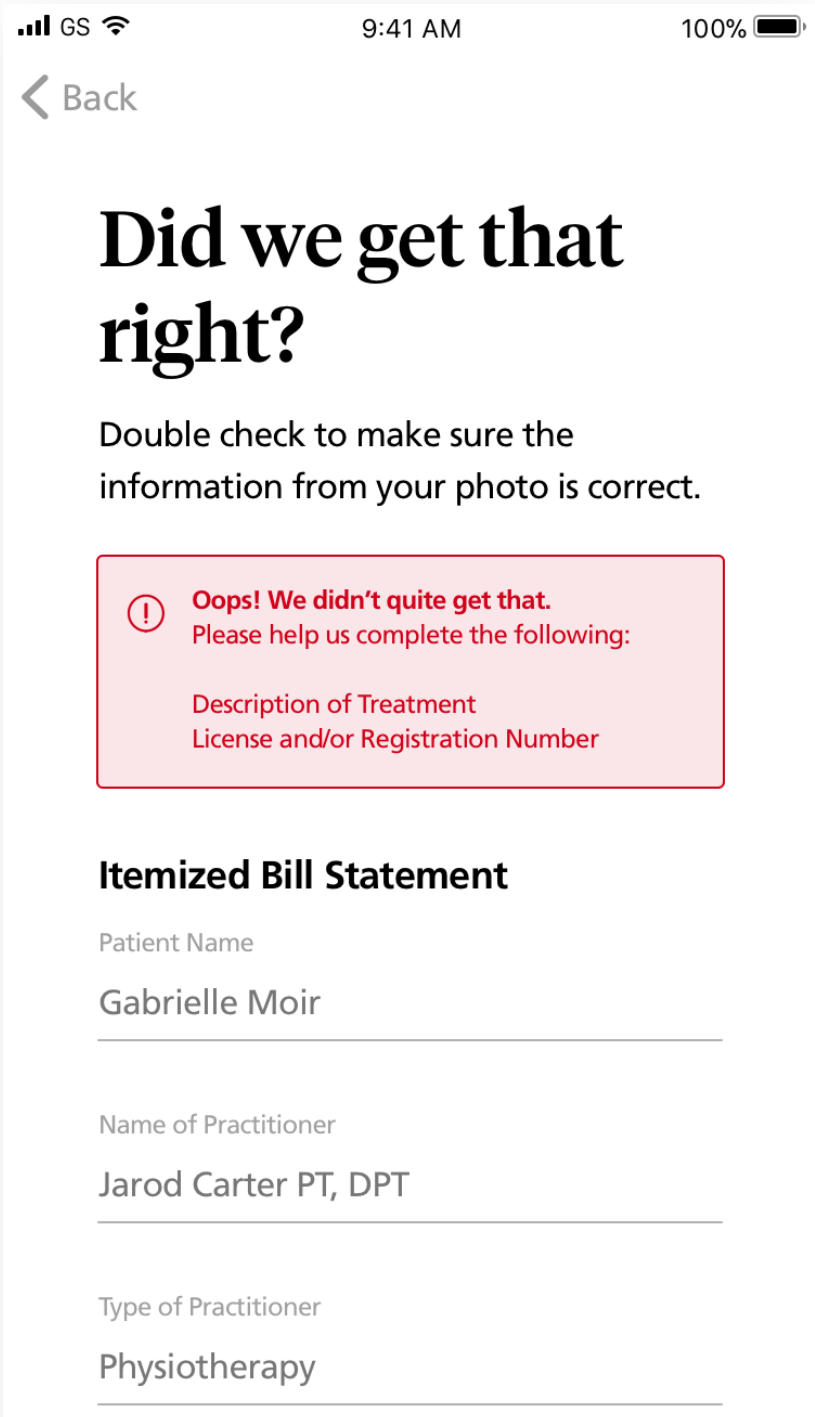 GS 9:41 AM 100%
Back
Did we get that
right?
Double check to make sure the
information from your photo is correct.
Oops! We didn’t quite get that.
Please help us complete the following:
Description of Treatment
License and/or Registration Number
Itemized Bill Statement
Patient Name
Gabrielle Moir
Name of Practitioner
Jarod Carter PT, DPT
Type of Practitioner
Physiotherapy